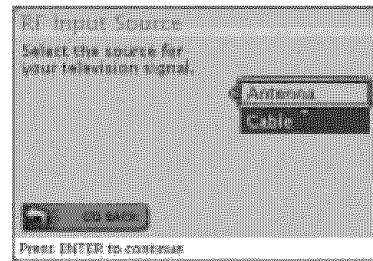 RF Input Source
Select the source for
your television signal.
Antenna
Cable
GO BACK
Press ENTER to continue